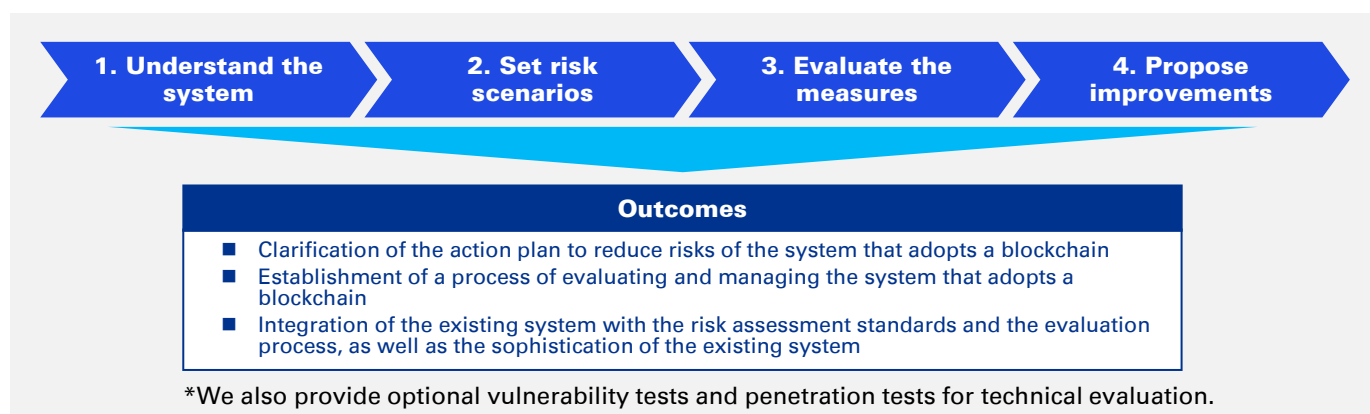 1. Understand the
system
2. Set risk
scenarios
3. Evaluate the
measures
4. Propose
improvements
Outcomes
■ Clarification of the action plan to reduce risks of the system that adopts a blockchain
■ Establishment of a process of evaluating and managing the system that adopts a
blockchain
■ Integration of the existing system with the risk assessment standards and the evaluation
process, as well as the sophistication of the existing system
*We also provide optional vulnerability tests and penetration tests for technical evaluation.